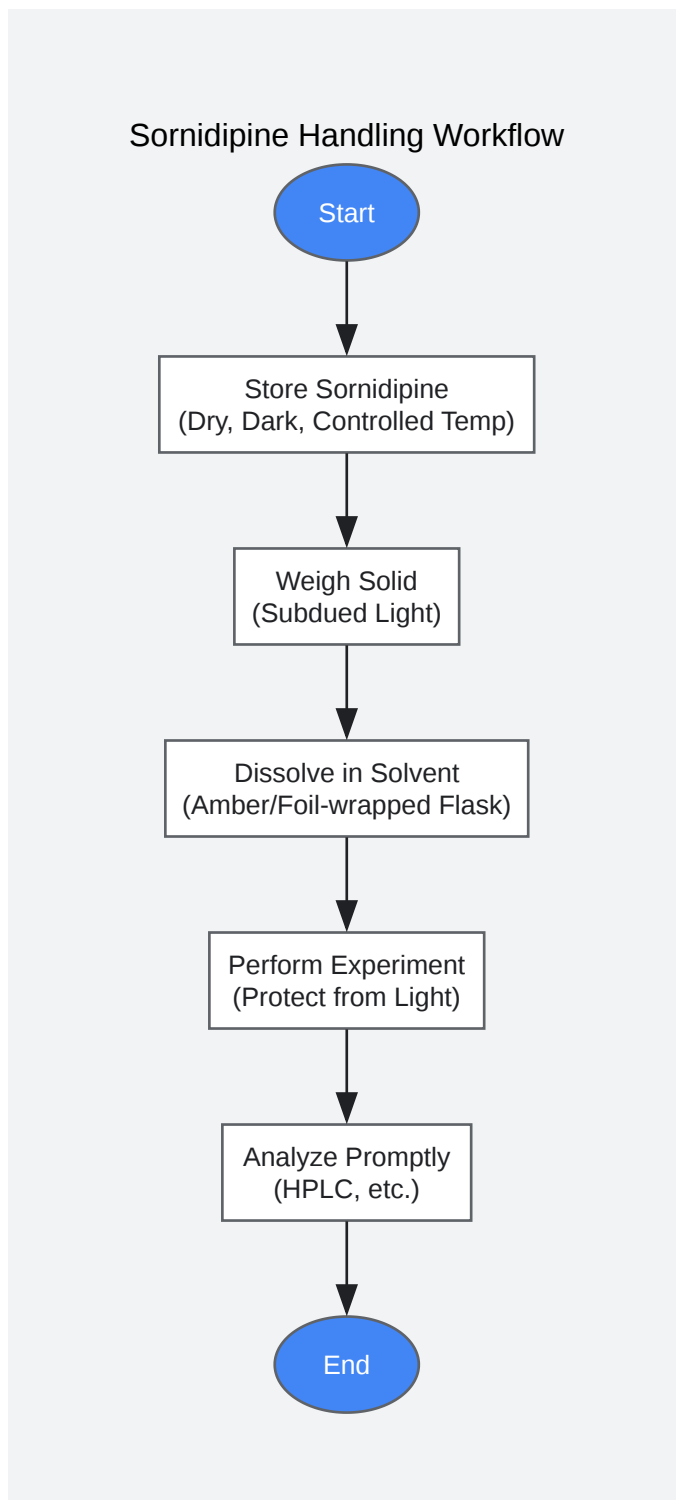 Sornidipine Handling Workflow
Start
Store Sornidipine
(Dry, Dark, Controlled Temp)
Weigh Solid
(Subdued Light)
Dissolve in Solvent
(Amber/Foil-wrapped Flask)
Perform Experiment
(Protect from Light)
Analyze Promptly
(HPLC, etc.)
End